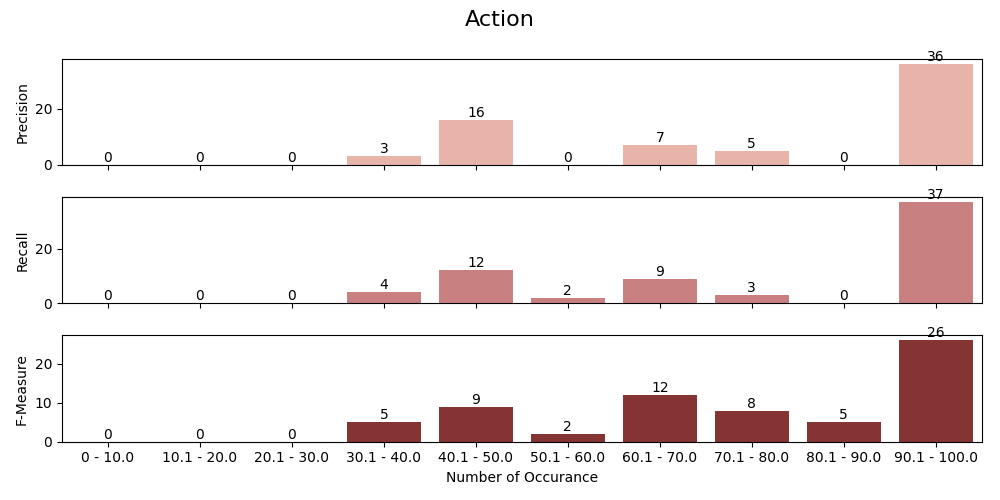 Action
Precision
20
0
0 0 0 3 16 0 7 5 0 36
Recall
20
0
0 0 0 4 12 2 9 3 0 37
F-Measure
20
10
0
0 0 0 5 9 2 12 8 5 26
0 - 10.0 10.1 - 20.0 20.1 - 30.0 30.1 - 40.0 40.1 - 50.0 50.1 - 60.0 60.1 - 70.0 70.1 - 80.0 80.1 - 90.0 90.1 - 100.0
Number of Occurance